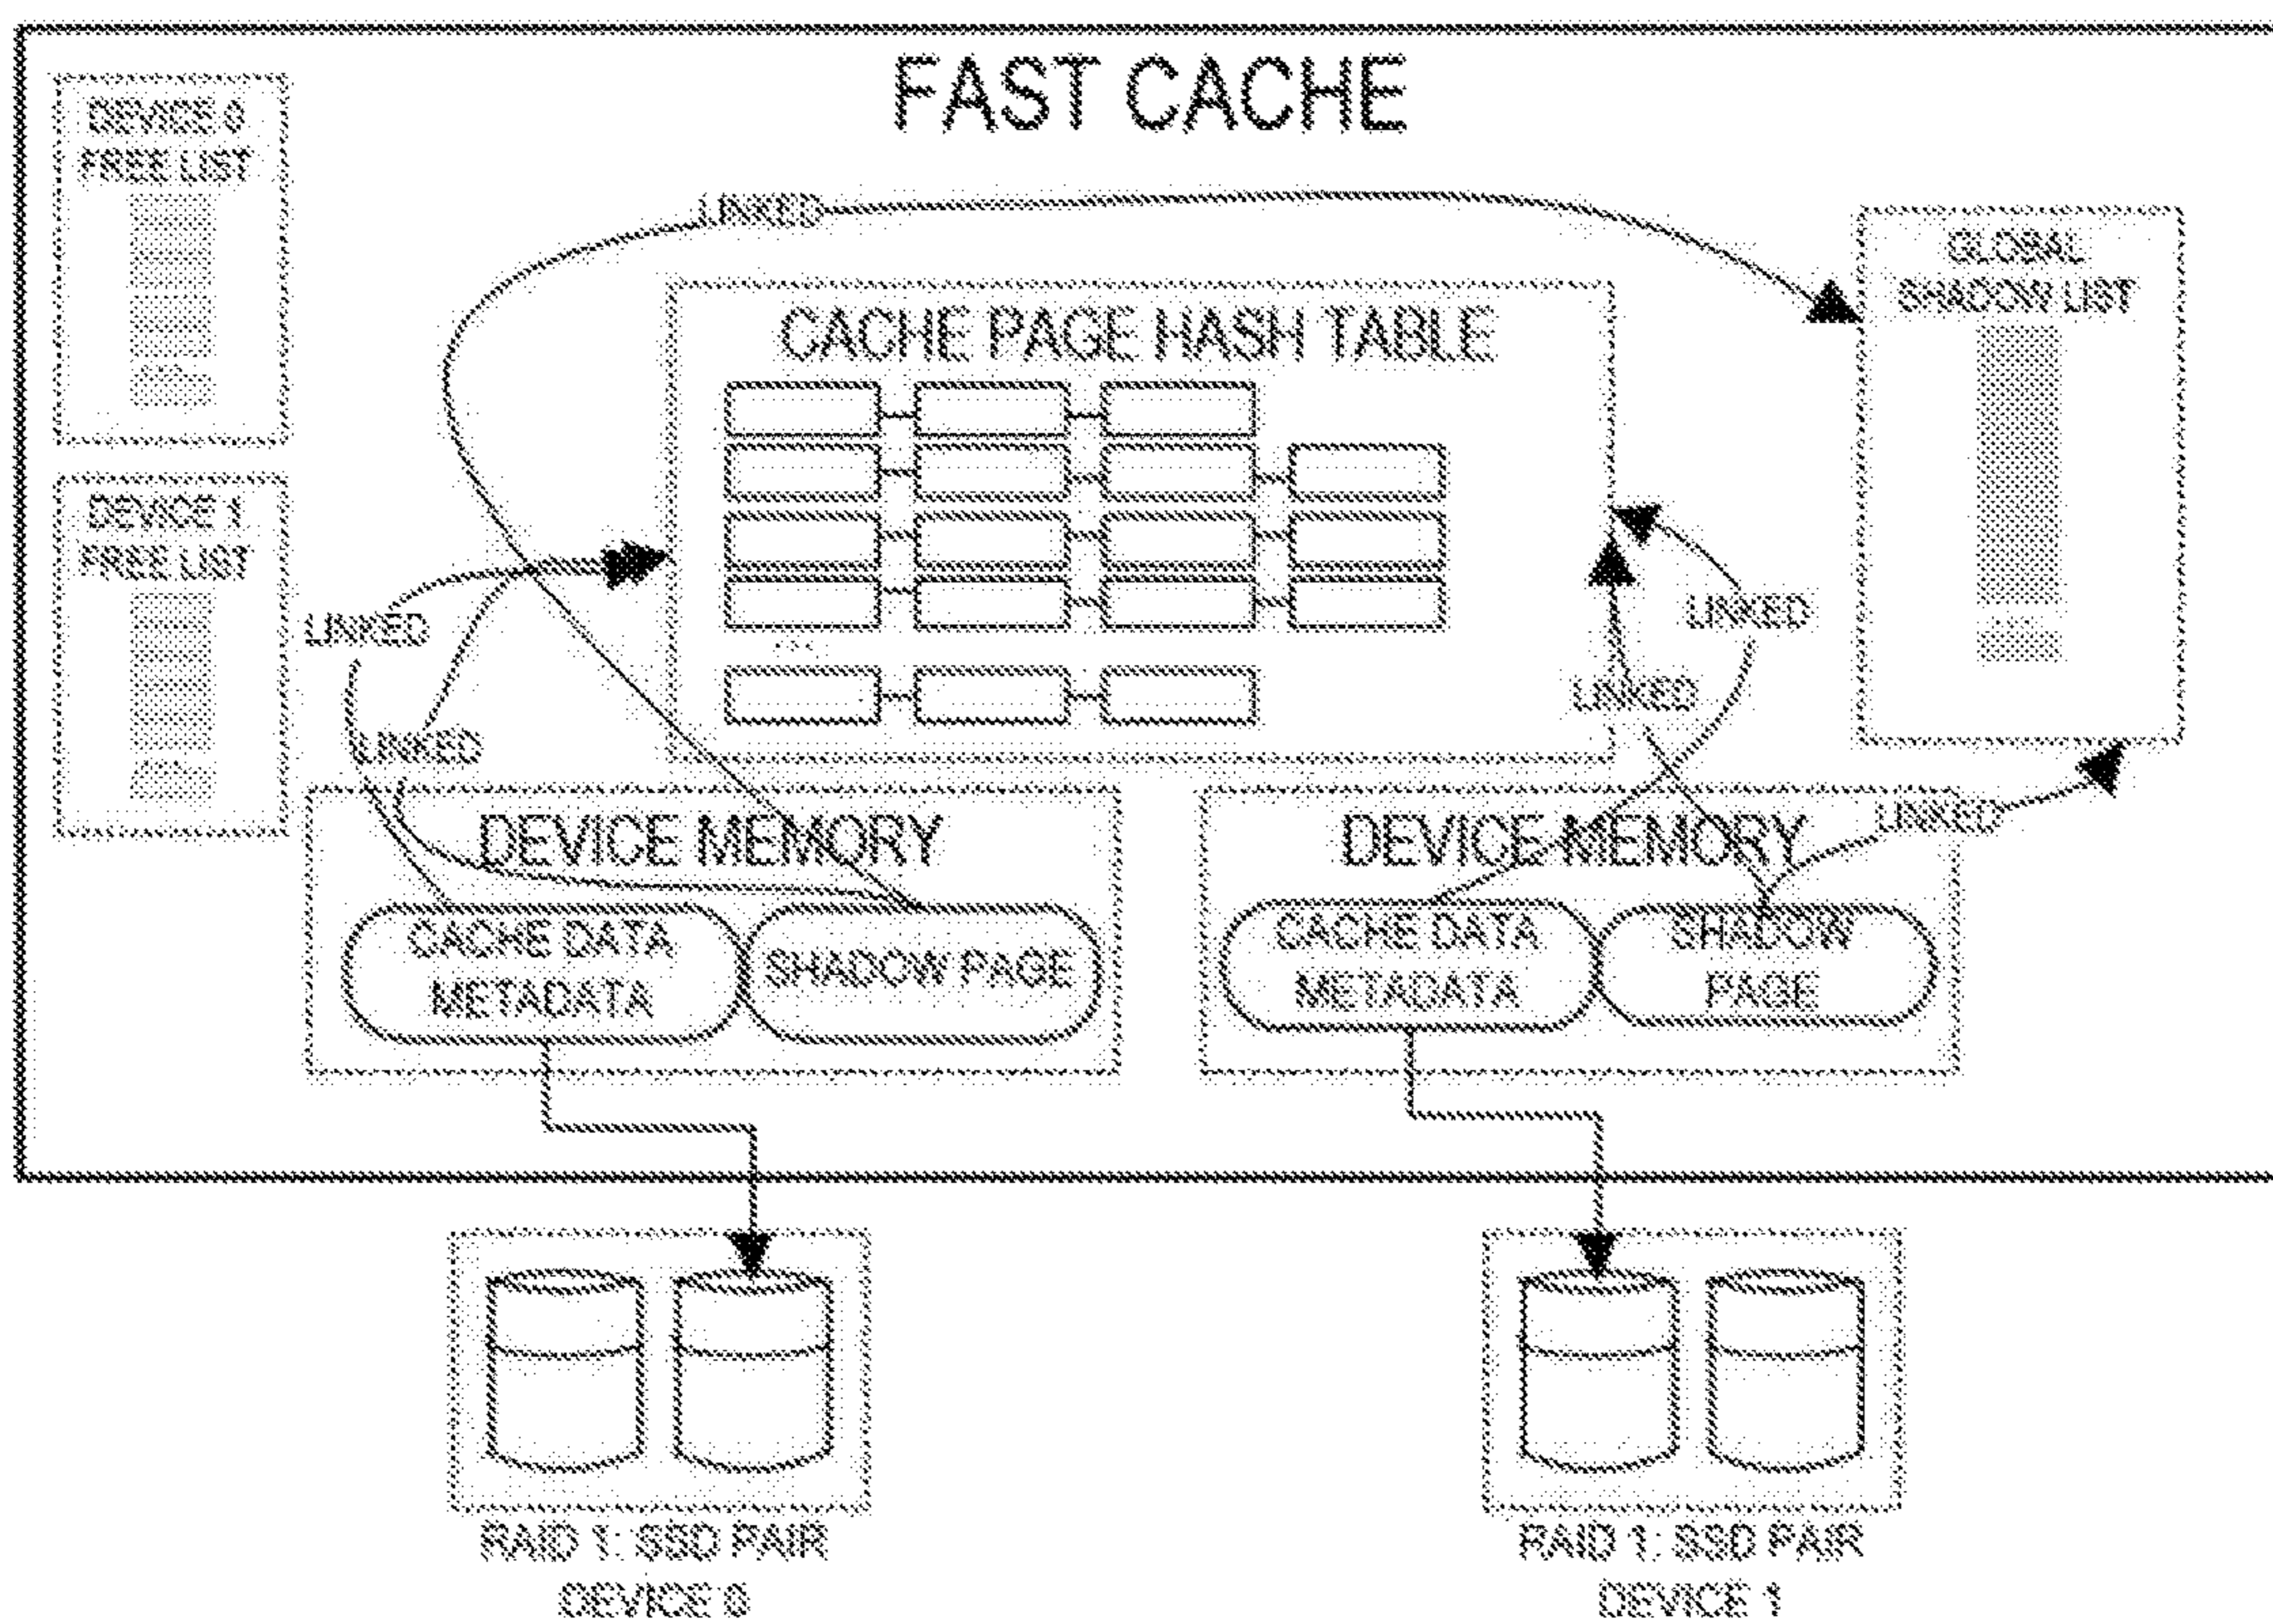 FAST CACHE
DEVICE 0
FREE LIST
LINKED
GLOBAL
SHADOW LIST
CACHE PAGE HASH TABLE
DEVICE 1
FREE LIST
LINKED
LINKED
...
LINKED
LINKED
DEVICE MEMORY
DEVICE MEMORY
LINKED
CACHE DATA
METADATA
SHADOW PAGE
CACHE DATA
METADATA
SHADOW
PAGE
RAID 1: SSD PAIR
DEVICE 0
RAID 1: SSD PAIR
DEVICE 1